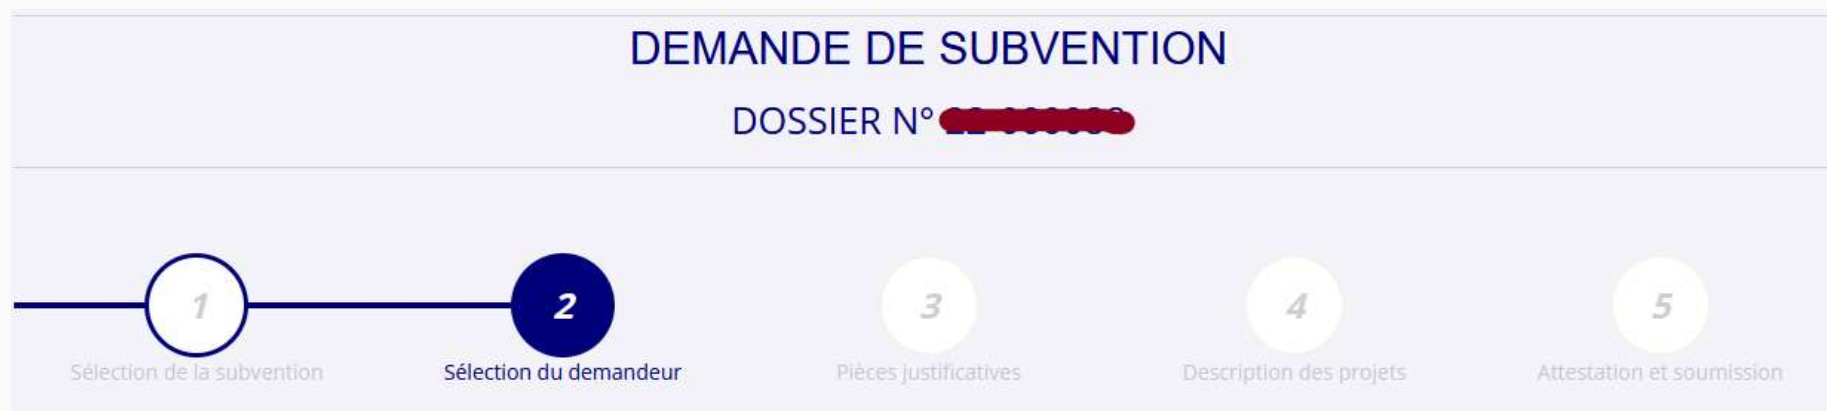 DEMANDE DE SUBVENTION
DOSSIER N°
1
2
3
4
5
Sélection de la subvention
Sélection du demandeur
Pièces justificatives
Description des projets
Attestation et soumission